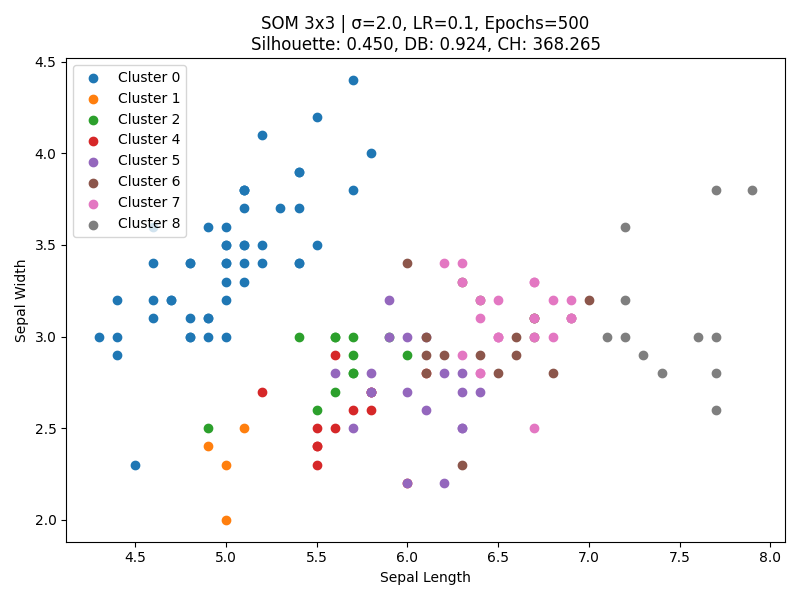 SOM 3x3 | σ=2.0, LR=0.1, Epochs=500
Silhouette: 0.450, DB: 0.924, CH: 368.265
Cluster 0
Cluster 1
Cluster 2
Cluster 4
Cluster 5
Cluster 6
Cluster 7
Cluster 8
Sepal Width
4.5
4.0
3.5
3.0
2.5
2.0
4.5 5.0 5.5 6.0 6.5 7.0 7.5 8.0
Sepal Length